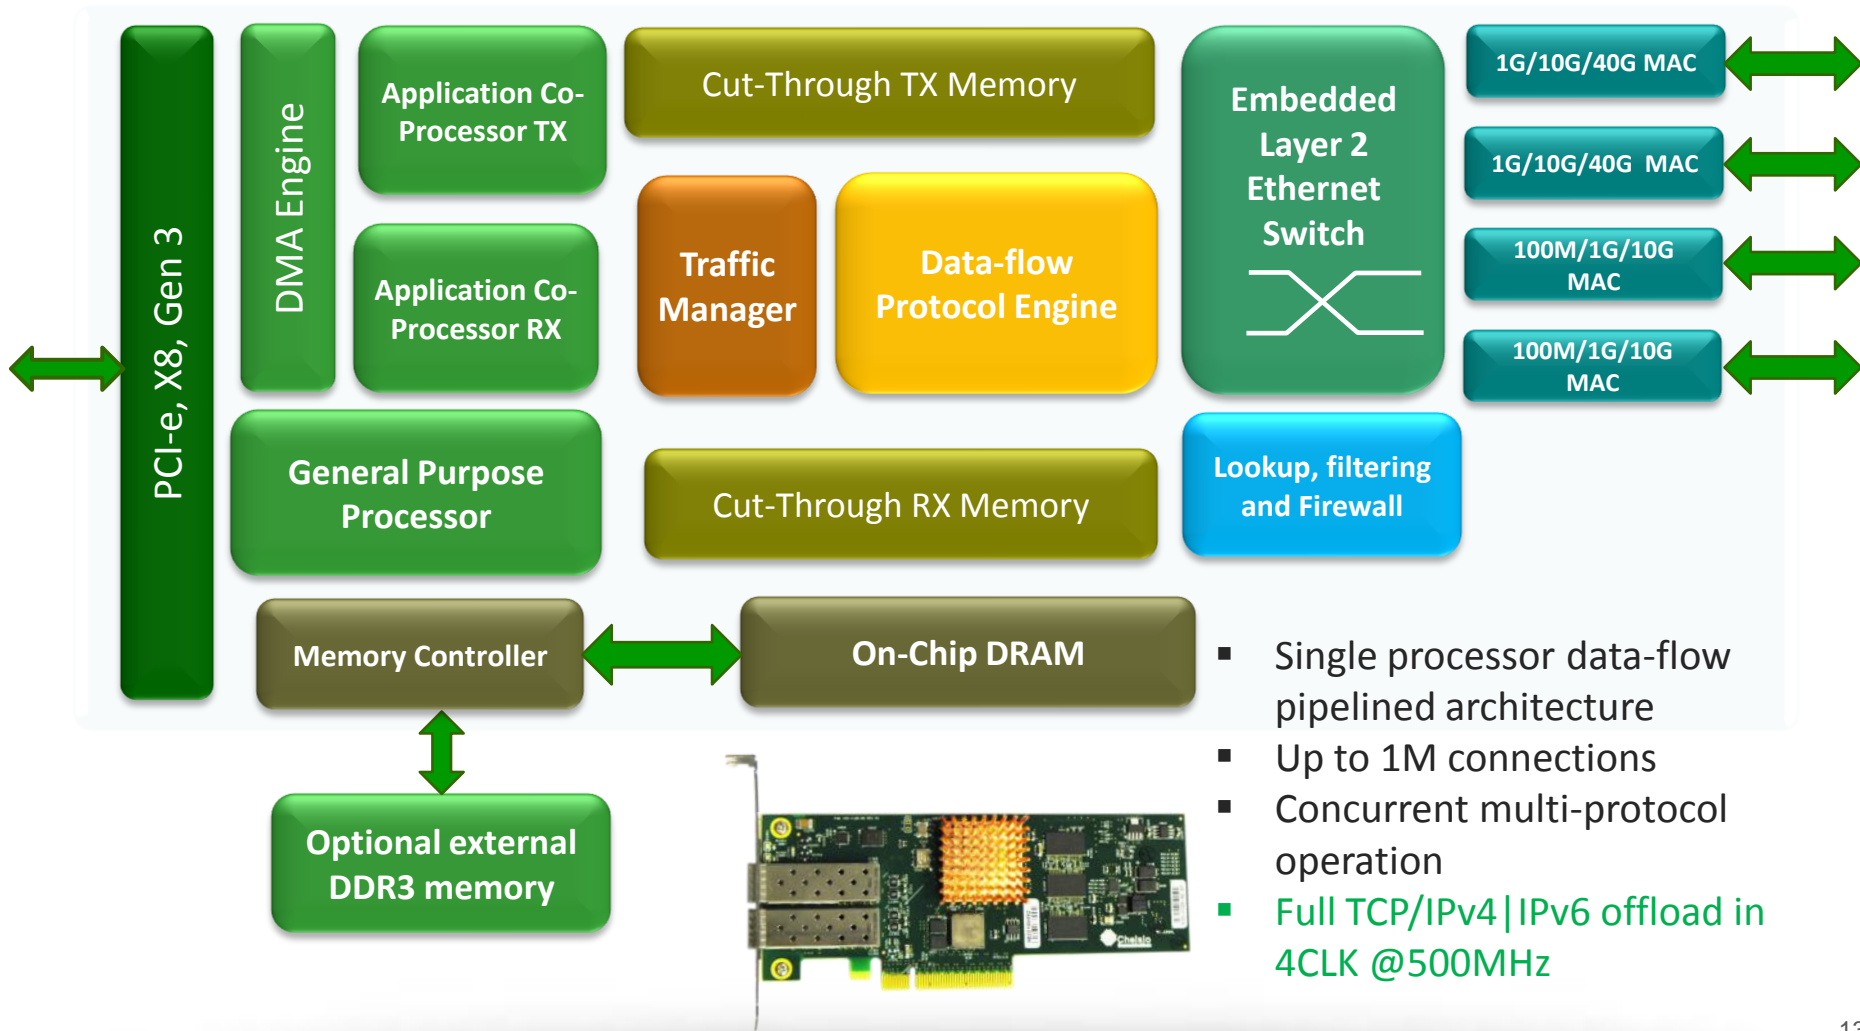 PCI-e, X8, Gen 3
DMA Engine
Application Co-
Processor TX
Application Co-
Processor RX
General Purpose
Processor
Cut-Through TX Memory
Traffic
Manager
Data-flow
Protocol Engine
Cut-Through RX Memory
Embedded
Layer 2
Ethernet
Switch
Lookup, filtering
and Firewall
1G/10G/40G MAC
1G/10G/40G  MAC
100M/1G/10G
MAC
100M/1G/10G
MAC
Memory Controller
On-Chip DRAM
Optional external
DDR3 memory
Chelsio
▪ Single processor data-flow
pipelined architecture
▪ Up to 1M connections
▪ Concurrent multi-protocol
operation
▪ Full TCP/IPv4|IPv6 offload in
4CLK @500MHz